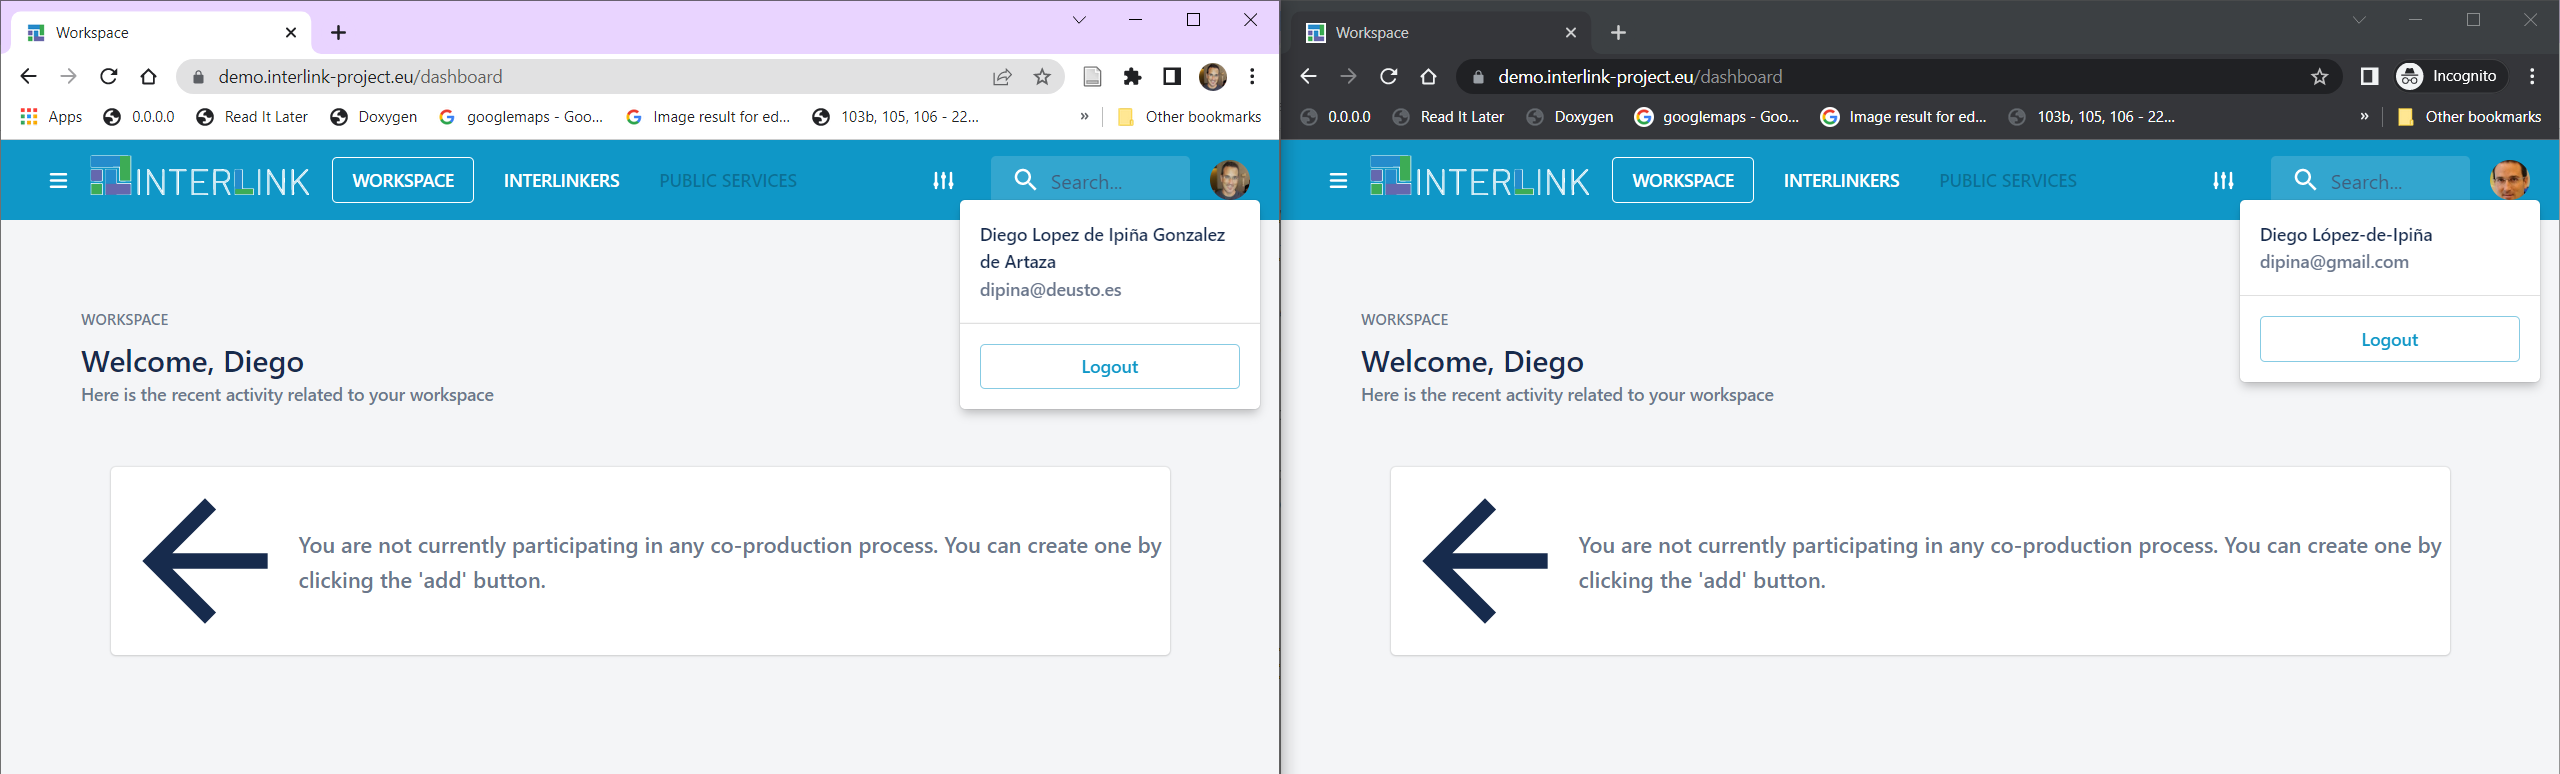 Workspace
demo.interlink-project.eu/dashboard
Apps 0.0.0.0 Read It Later Doxygen googlemaps - Goo... Image result for ed... 103b, 105, 106 - 22... » Other bookmarks
INTERLINK WORKSPACE INTERLINKERS PUBLIC SERVICES Search...
Diego Lopez de Ipiña Gonzalez
de Artaza
dipina@deusto.es
Logout
WORKSPACE
Welcome, Diego
Here is the recent activity related to your workspace
You are not currently participating in any co-production process. You can create one by
clicking the 'add' button.
Workspace
demo.interlink-project.eu/dashboard Incognito
0.0.0.0 Read It Later Doxygen googlemaps - Goo... Image result for ed... 103b, 105, 106 - 22... » Other bookmarks
INTERLINK WORKSPACE INTERLINKERS PUBLIC SERVICES Search...
Diego López-de-Ipiña
dipina@gmail.com
Logout
WORKSPACE
Welcome, Diego
Here is the recent activity related to your workspace
You are not currently participating in any co-production process. You can create one by
clicking the 'add' button.